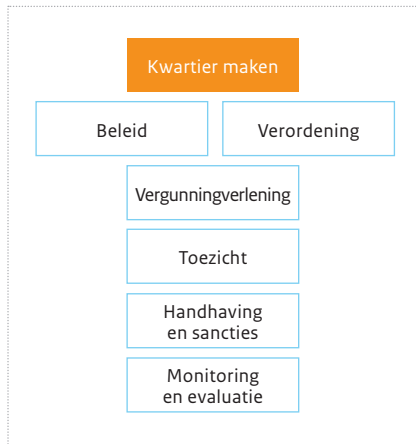 Kwartier maken
Beleid
Verordening
Vergunningverlening
Toezicht
Handhaving
en sancties
Monitoring
en evaluatie